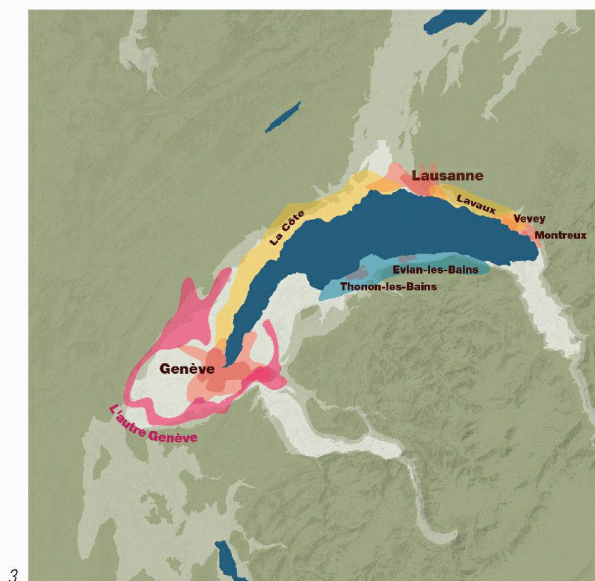 Lausanne
Lavaux
Vevey
Montreux
La Côte
Evian-les-Bains
Thonon-les-Bains
Genève
L'autre Genève
3